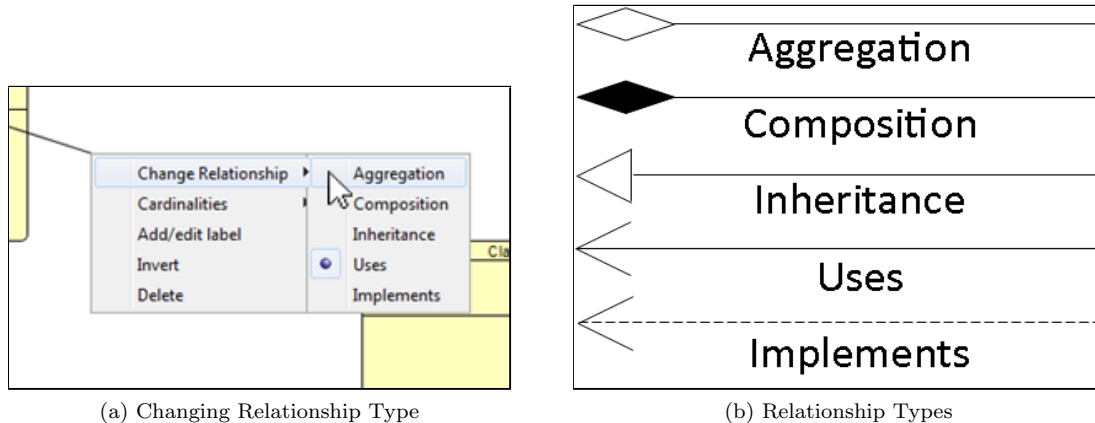 Change Relationship
Cardinalities
Add/edit label
Invert
Delete
Aggregation
Composition
Inheritance
Uses
Implements
Cla
(a) Changing Relationship Type
Aggregation
Composition
Inheritance
Uses
Implements
(b) Relationship Types